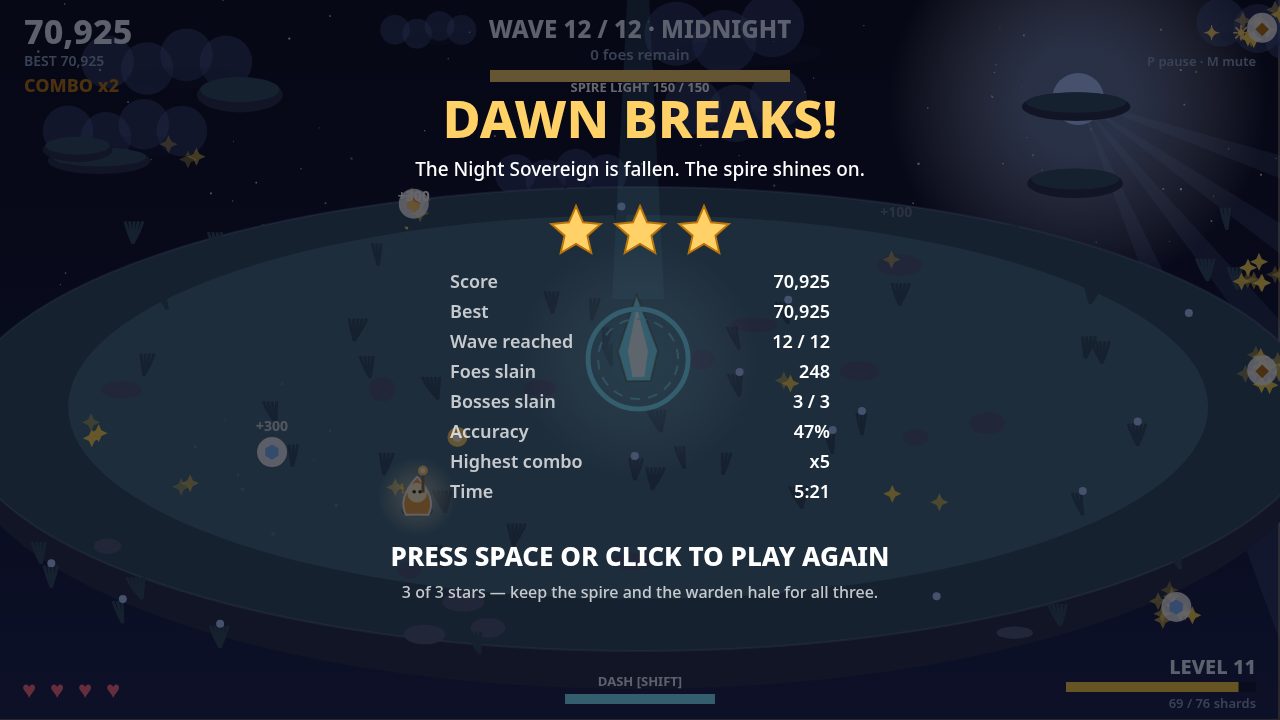 70,925
BEST 70,925
COMBO x2
WAVE 12 / 12 · MIDNIGHT
0 foes remain
SPIRE LIGHT 150 / 150
P pause · M mute
DAWN BREAKS!
The Night Sovereign is fallen. The spire shines on.
+100
Score 70,925
Best 70,925
Wave reached 12 / 12
Foes slain 248
Bosses slain 3 / 3
Accuracy 47%
Highest combo x5
Time 5:21
+300
PRESS SPACE OR CLICK TO PLAY AGAIN
3 of 3 stars — keep the spire and the warden hale for all three.
DASH [SHIFT]
LEVEL 11
69 / 76 shards